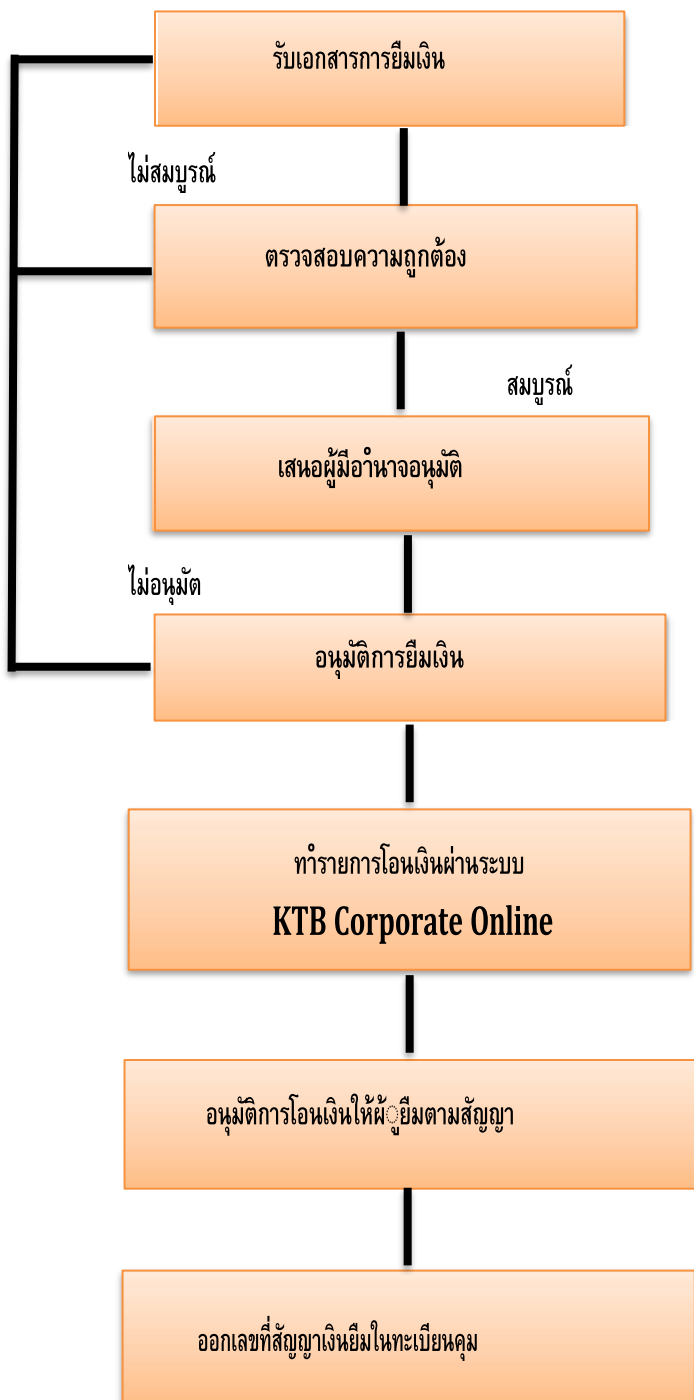 รับเอกสารการยืมเงิน
ไม่สมบูรณ์
ตรวจสอบความถูกต้อง
สมบูรณ์
เสนอผู้มีอำนาจอนุมัติ
ไม่อนุมัต
อนุมัติการยืมเงิน
ทำรายการโอนเงินผ่านระบบ
KTB Corporate Online
อนุมัติการโอนเงินให้ผู้ยืมตามสัญญา
ออกเลขที่สัญญาเงินยืมในทะเบียนคุม